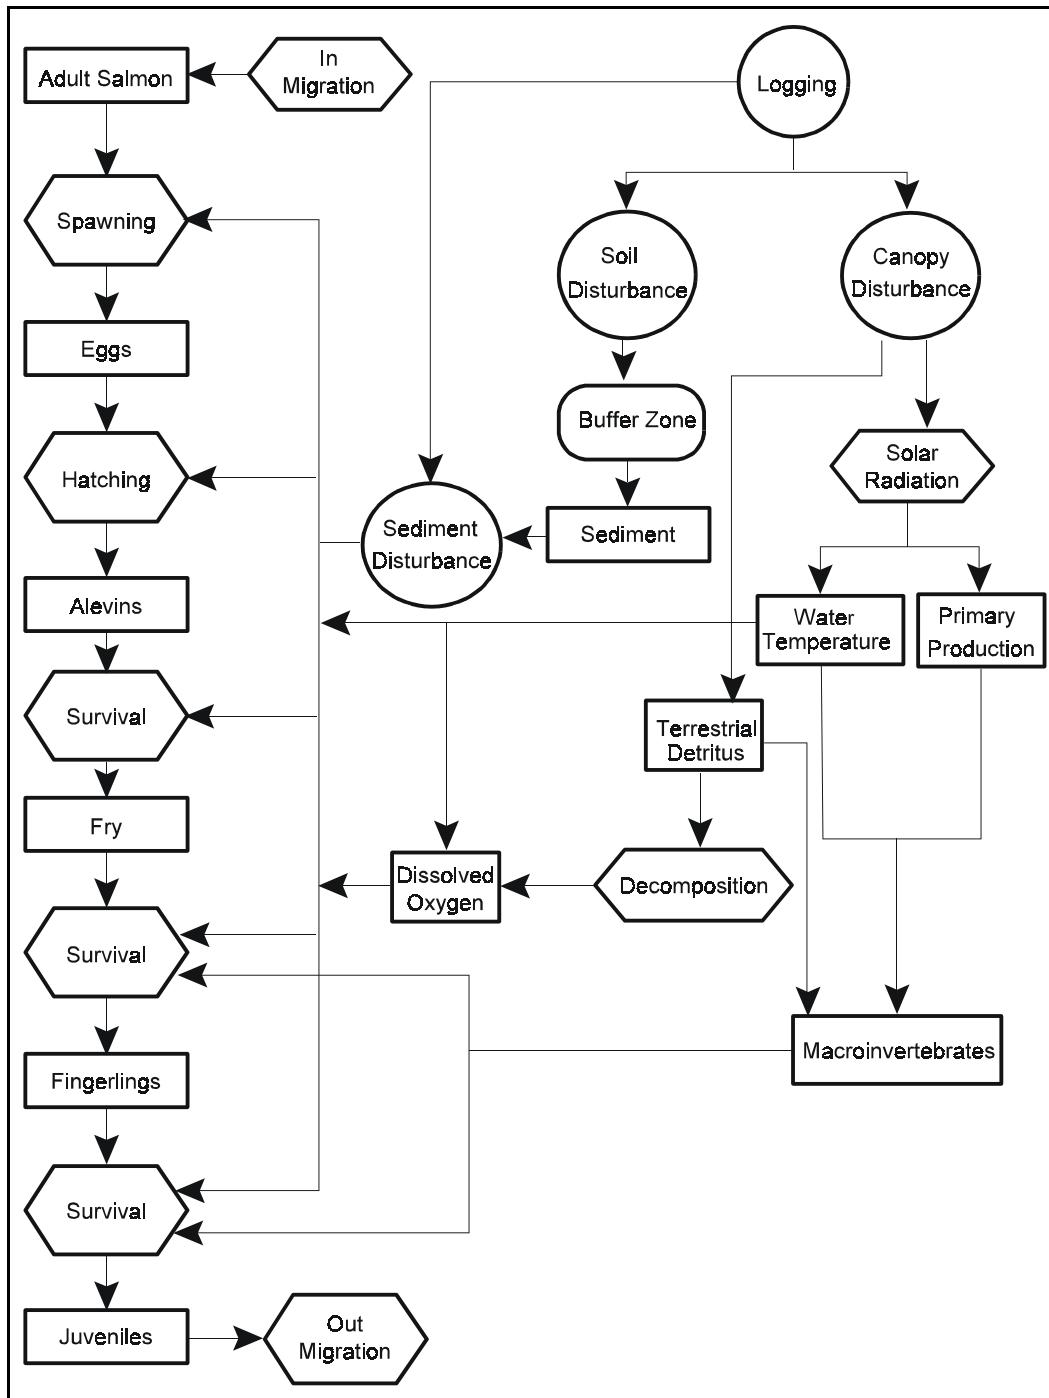 Adult Salmon
In
Migration
Logging
Spawning
Soil
Disturbance
Canopy
Disturbance
Eggs
Buffer Zone
Hatching
Solar
Radiation
Sediment
Disturbance
Sediment
Alevins
Water
Temperature
Primary
Production
Survival
Terrestrial
Detritus
Fry
Dissolved
Oxygen
Decomposition
Survival
Macroinvertebrates
Fingerlings
Survival
Juveniles
Out
Migration